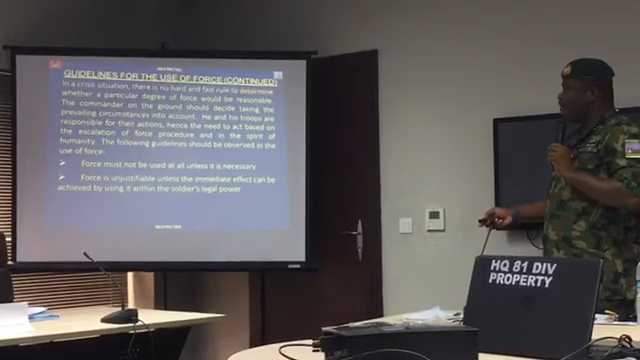 GUIDELINES FOR THE USE OF FORCE (CONTINUED)
In a crisis situation, there is no hard and fast rule to determine
whether a particular degree of force would be reasonable.
The commander on the ground should decide taking the
prevailing circumstances into account. He and his troops are
responsible for their actions, hence the need to act based on
the escalation of force procedure and in the spirit of
humanity. The following guidelines should be observed in the
use of force:
Force must not be used at all unless it is necessary
Force is unjustifiable unless the immediate effect can be
achieved by using it within the soldier's legal power
HQ 81 DIV
PROPERTY